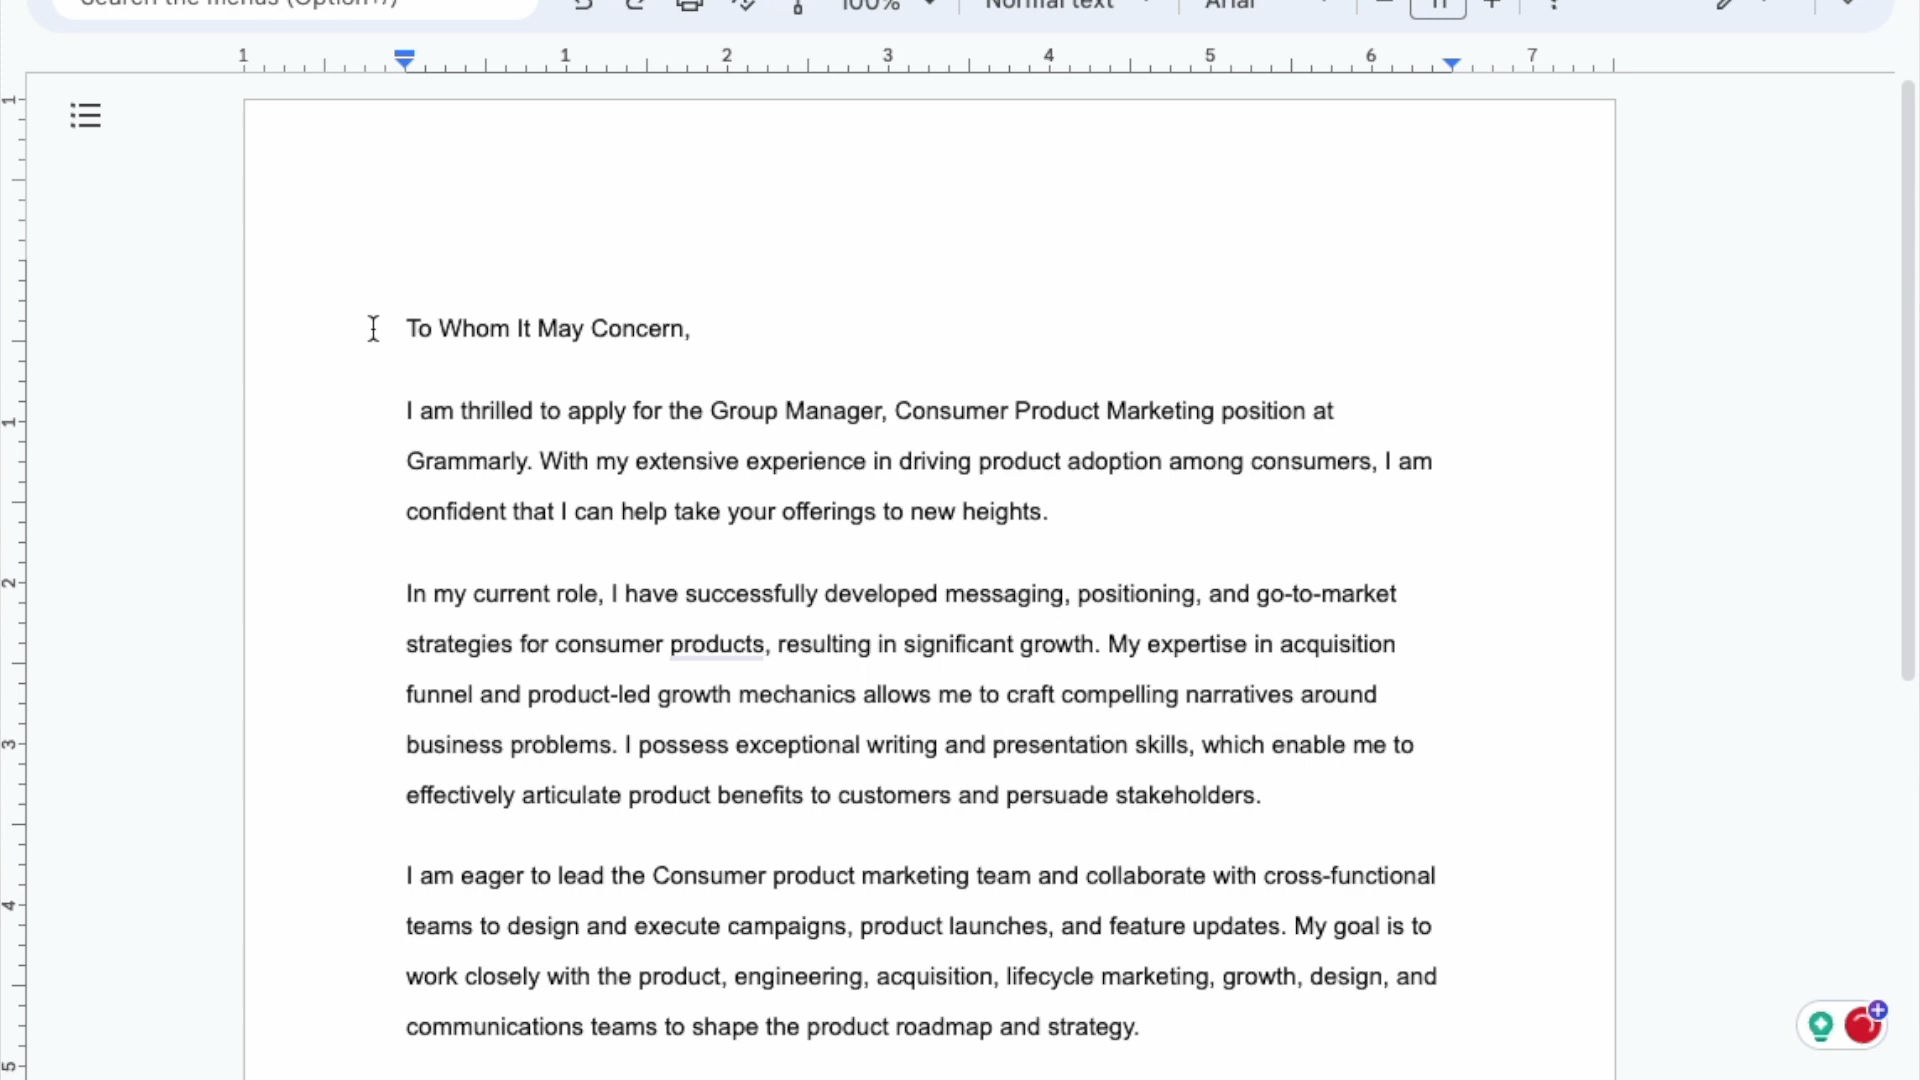 Search the menus (Option+/)
100%
Normal text
Arial
11
1 1 2 3 4 5 6 7
1
1
2
3
4
5
To Whom It May Concern,
I am thrilled to apply for the Group Manager, Consumer Product Marketing position at
Grammarly. With my extensive experience in driving product adoption among consumers, I am
confident that I can help take your offerings to new heights.
In my current role, I have successfully developed messaging, positioning, and go-to-market
strategies for consumer products, resulting in significant growth. My expertise in acquisition
funnel and product-led growth mechanics allows me to craft compelling narratives around
business problems. I possess exceptional writing and presentation skills, which enable me to
effectively articulate product benefits to customers and persuade stakeholders.
I am eager to lead the Consumer product marketing team and collaborate with cross-functional
teams to design and execute campaigns, product launches, and feature updates. My goal is to
work closely with the product, engineering, acquisition, lifecycle marketing, growth, design, and
communications teams to shape the product roadmap and strategy.